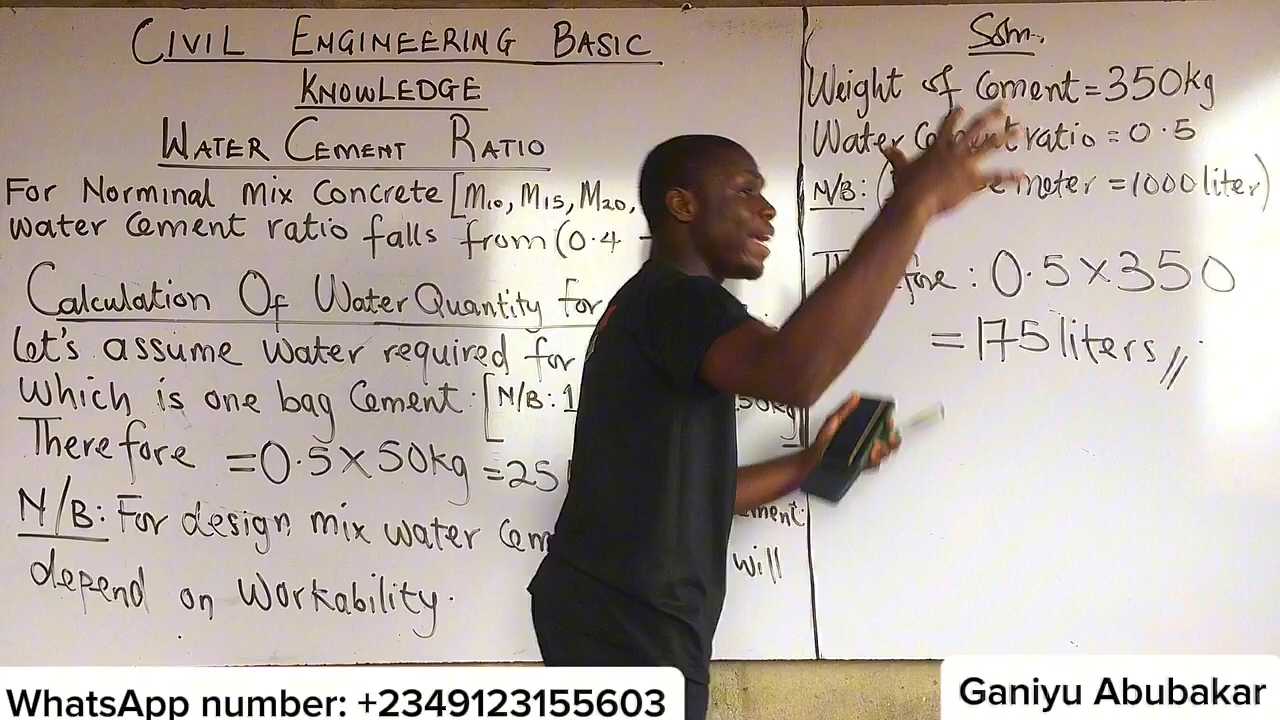 CIVIL ENGINEERING BASIC
KNOWLEDGE
WATER CEMENT RATIO
For Norminal Mix Concrete [M10, M15, M20,
water Cement ratio falls from (0.4 -
Calculation Of Water Quantity for
Let's assume water required for
Which is one bag Cement. [N/B: 1 50kg]
Therefore = 0.5 × 50kg = 25
N/B: For design mix water Cem ment
will
depend on Workability.
Soln.
Weight of Cement = 350kg
Water Cement ratio = 0.5
N/B: ( meter = 1000 liter)
Therefore : 0.5 × 350
= 175 liters //
WhatsApp number: +2349123155603
Ganiyu Abubakar